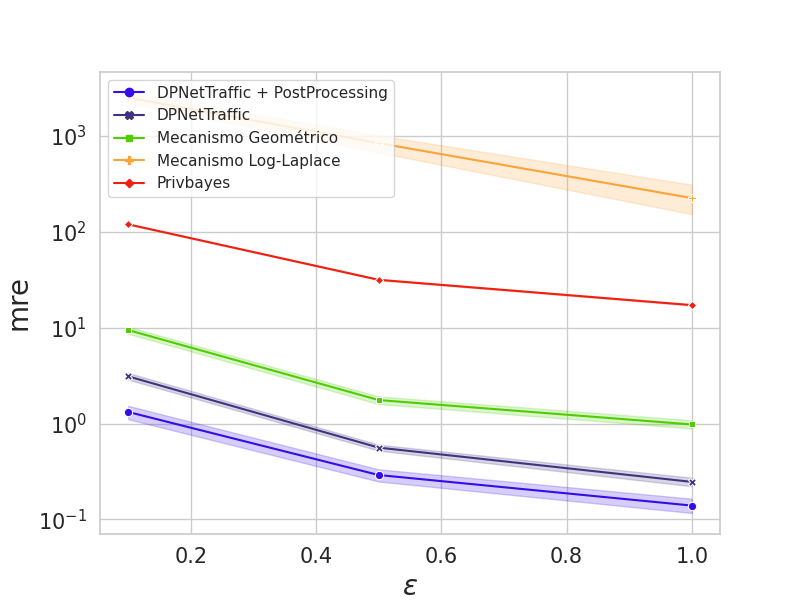 DPNetTraffic + PostProcessing
DPNetTraffic
Mecanismo Geométrico
Mecanismo Log-Laplace
Privbayes
10³
10²
10¹
10⁰
10⁻¹
mre
0.2 0.4 0.6 0.8 1.0
ε